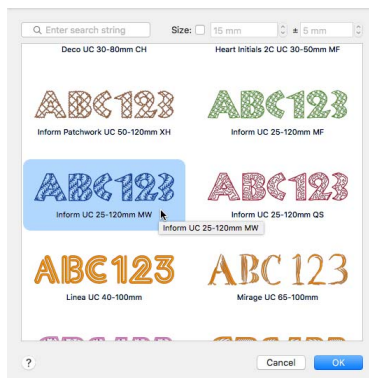 Enter search string Size: 15 mm ± 5 mm
Deco UC 30-80mm CH Heart Initials 2C UC 30-50mm MF
ABC123 ABC123
Inform Patchwork UC 50-120mm XH Inform UC 25-120mm MF
ABC123 ABC123
Inform UC 25-120mm MW Inform UC 25-120mm QS
Inform UC 25-120mm MW
ABC123 ABC 123
Linea UC 40-100mm Mirage UC 65-100mm
? Cancel OK